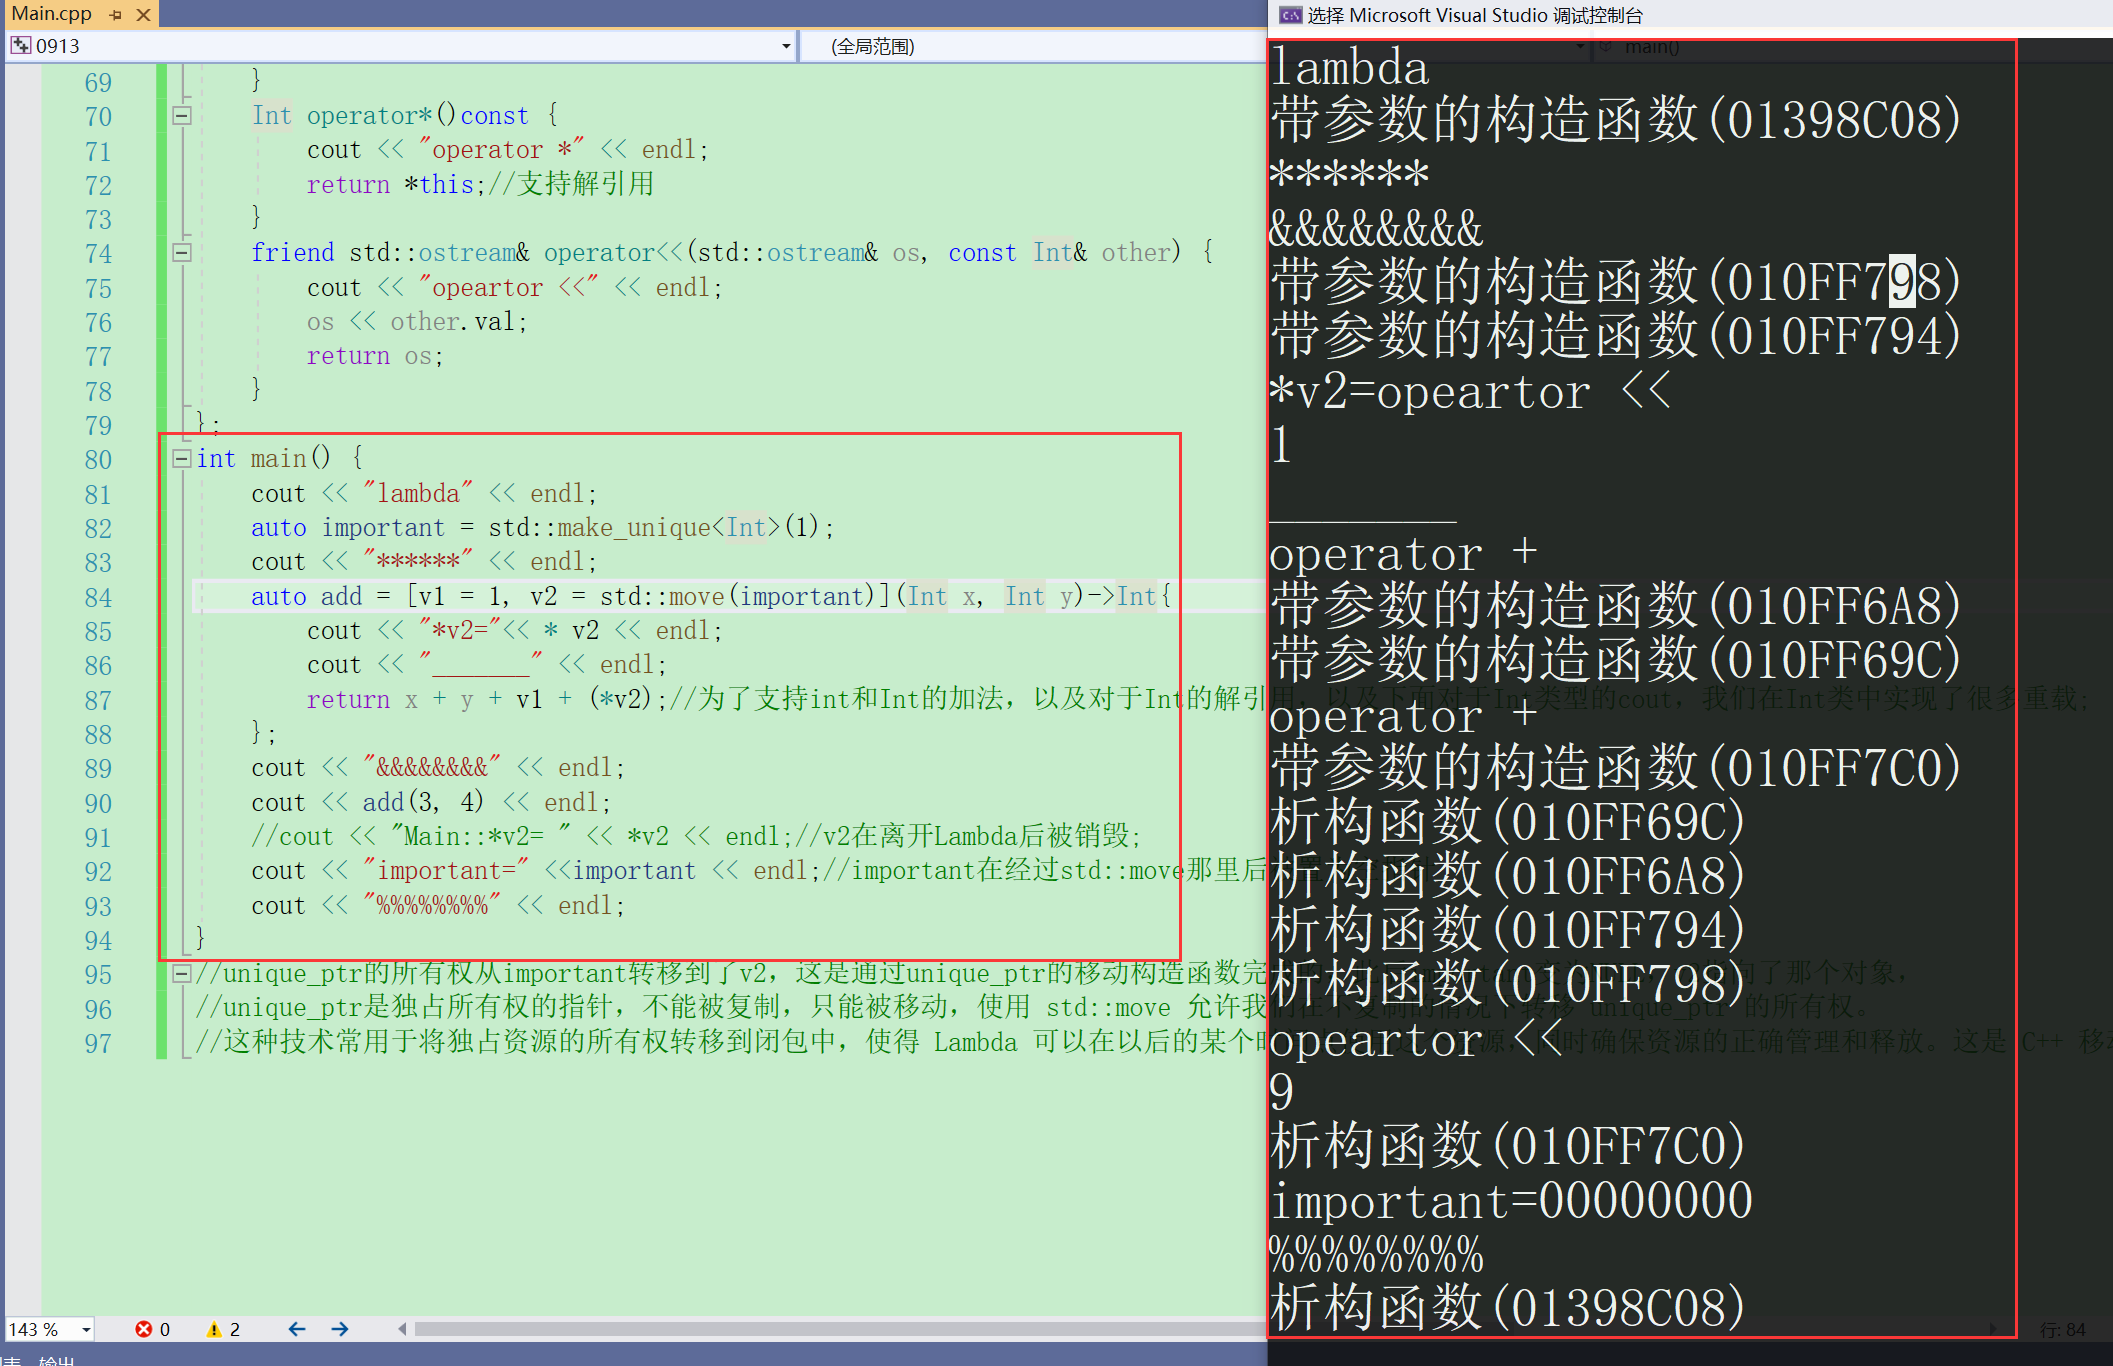 Main.cpp
0913
(全局范围)
69 }
70 Int operator*()const {
71 cout << "operator *" << endl;
72 return *this;//支持解引用
73 }
74 friend std::ostream& operator<<(std::ostream& os, const Int& other) {
75 cout << "opeartor <<" << endl;
76 os << other.val;
77 return os;
78 }
79 };
80 int main() {
81 cout << "lambda" << endl;
82 auto important = std::make_unique<Int>(1);
83 cout << "******" << endl;
84 auto add = [v1 = 1, v2 = std::move(important)](Int x, Int y)->Int{
85 cout << "*v2="<< * v2 << endl;
86 cout << "_______" << endl;
87 return x + y + v1 + (*v2);//为了支持int和Int的加法，以及对于Int的解引用，以及下面对于Int类型的cout，我们在Int类中实现了很多重载;
88 };
89 cout << "&&&&&&&&" << endl;
90 cout << add(3, 4) << endl;
91 //cout << "Main::*v2= " << *v2 << endl;//v2在离开Lambda后被销毁;
92 cout << "important=" <<important << endl;//important在经过std::move那里后
93 cout << "%%%%%%%%" << endl;
94 }
95 //unique_ptr的所有权从important转移到了v2，这是通过unique_ptr的移动构造函数完 指向了那个对象，
96 //unique_ptr是独占所有权的指针，不能被复制，只能被移动，使用 std::move 允许我们在不复制的情况下转移 unique_ptr 的所有权。
97 //这种技术常用于将独占资源的所有权转移到闭包中，使得 Lambda 可以在以后的某个 资源，同时确保资源的正确管理和释放。这是 C++ 移
143 %
0
2
行: 84
输出
选择 Microsoft Visual Studio 调试控制台
main()
lambda
带参数的构造函数(01398C08)
******
&&&&&&&&
带参数的构造函数(010FF798)
带参数的构造函数(010FF794)
*v2=opeartor <<
1
_______
operator +
带参数的构造函数(010FF6A8)
带参数的构造函数(010FF69C)
operator +
带参数的构造函数(010FF7C0)
析构函数(010FF69C)
析构函数(010FF6A8)
析构函数(010FF794)
析构函数(010FF798)
opeartor <<
9
析构函数(010FF7C0)
important=00000000
%%%%%%%%
析构函数(01398C08)